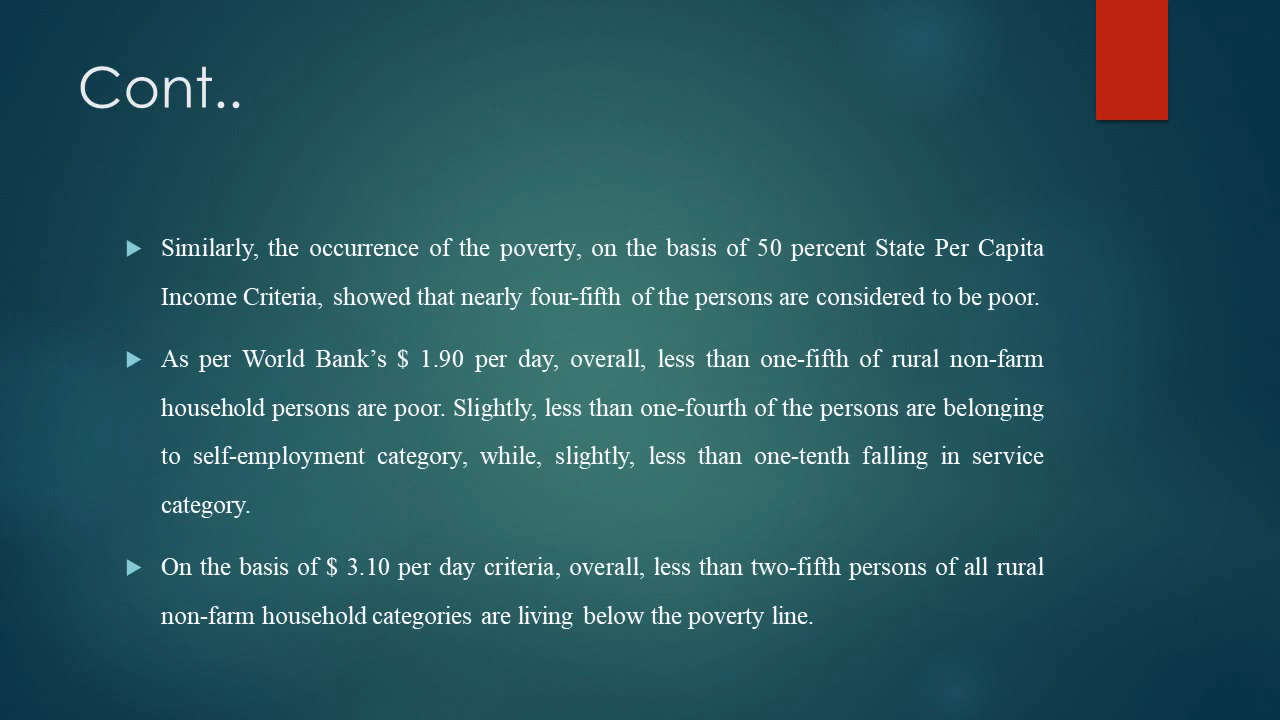 Cont..
Similarly, the occurrence of the poverty, on the basis of 50 percent State Per Capita
Income Criteria, showed that nearly four-fifth of the persons are considered to be poor.
As per World Bank’s $ 1.90 per day, overall, less than one-fifth of rural non-farm
household persons are poor. Slightly, less than one-fourth of the persons are belonging
to self-employment category, while, slightly, less than one-tenth falling in service
category.
On the basis of $ 3.10 per day criteria, overall, less than two-fifth persons of all rural
non-farm household categories are living below the poverty line.